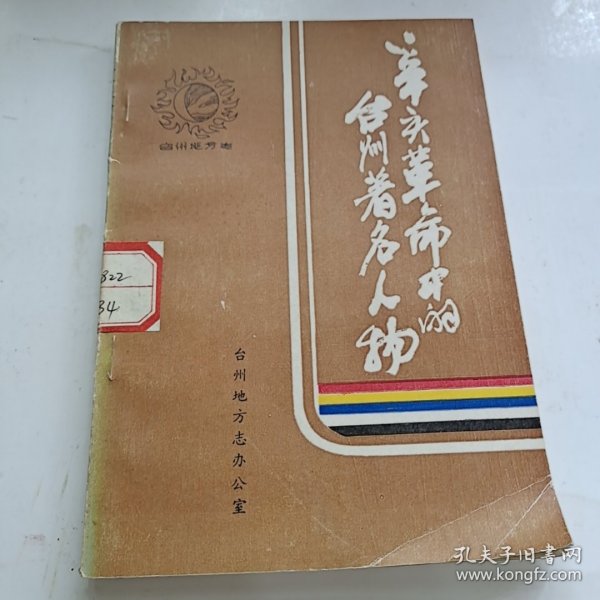 辛亥革命中的
台州著名人物
台州地方志
822
34
台州地方志办公室
孔夫子旧书网
www.kongfz.com